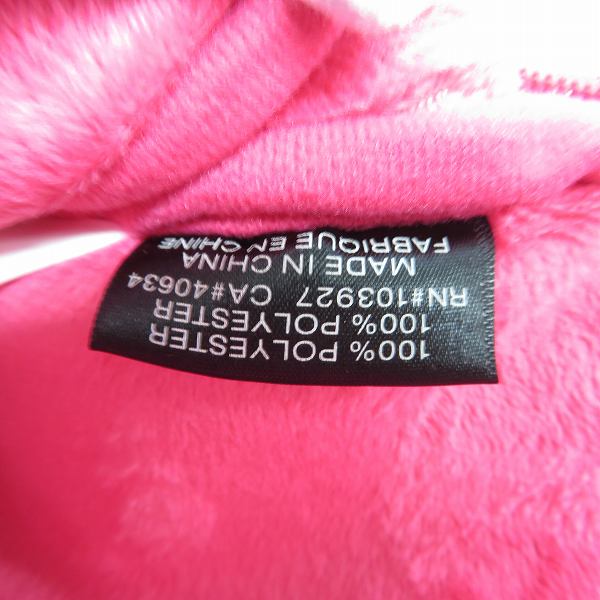 100% POLYESTER
100% POLYESTER
RN#103927 CA#40634
MADE IN CHINA
FABRIQUE EN CHINE